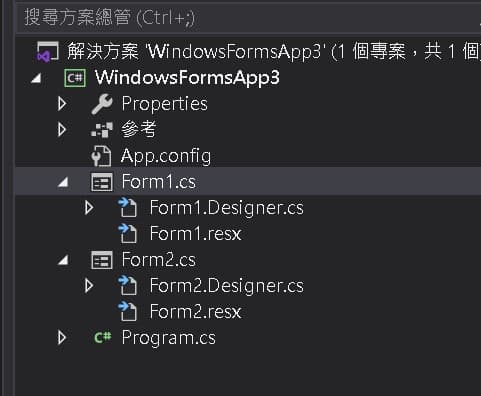 搜尋方案總管 (Ctrl+;)
解決方案 'WindowsFormsApp3' (1 個專案，共 1 個)
C# WindowsFormsApp3
Properties
參考
App.config
Form1.cs
Form1.Designer.cs
Form1.resx
Form2.cs
Form2.Designer.cs
Form2.resx
C# Program.cs